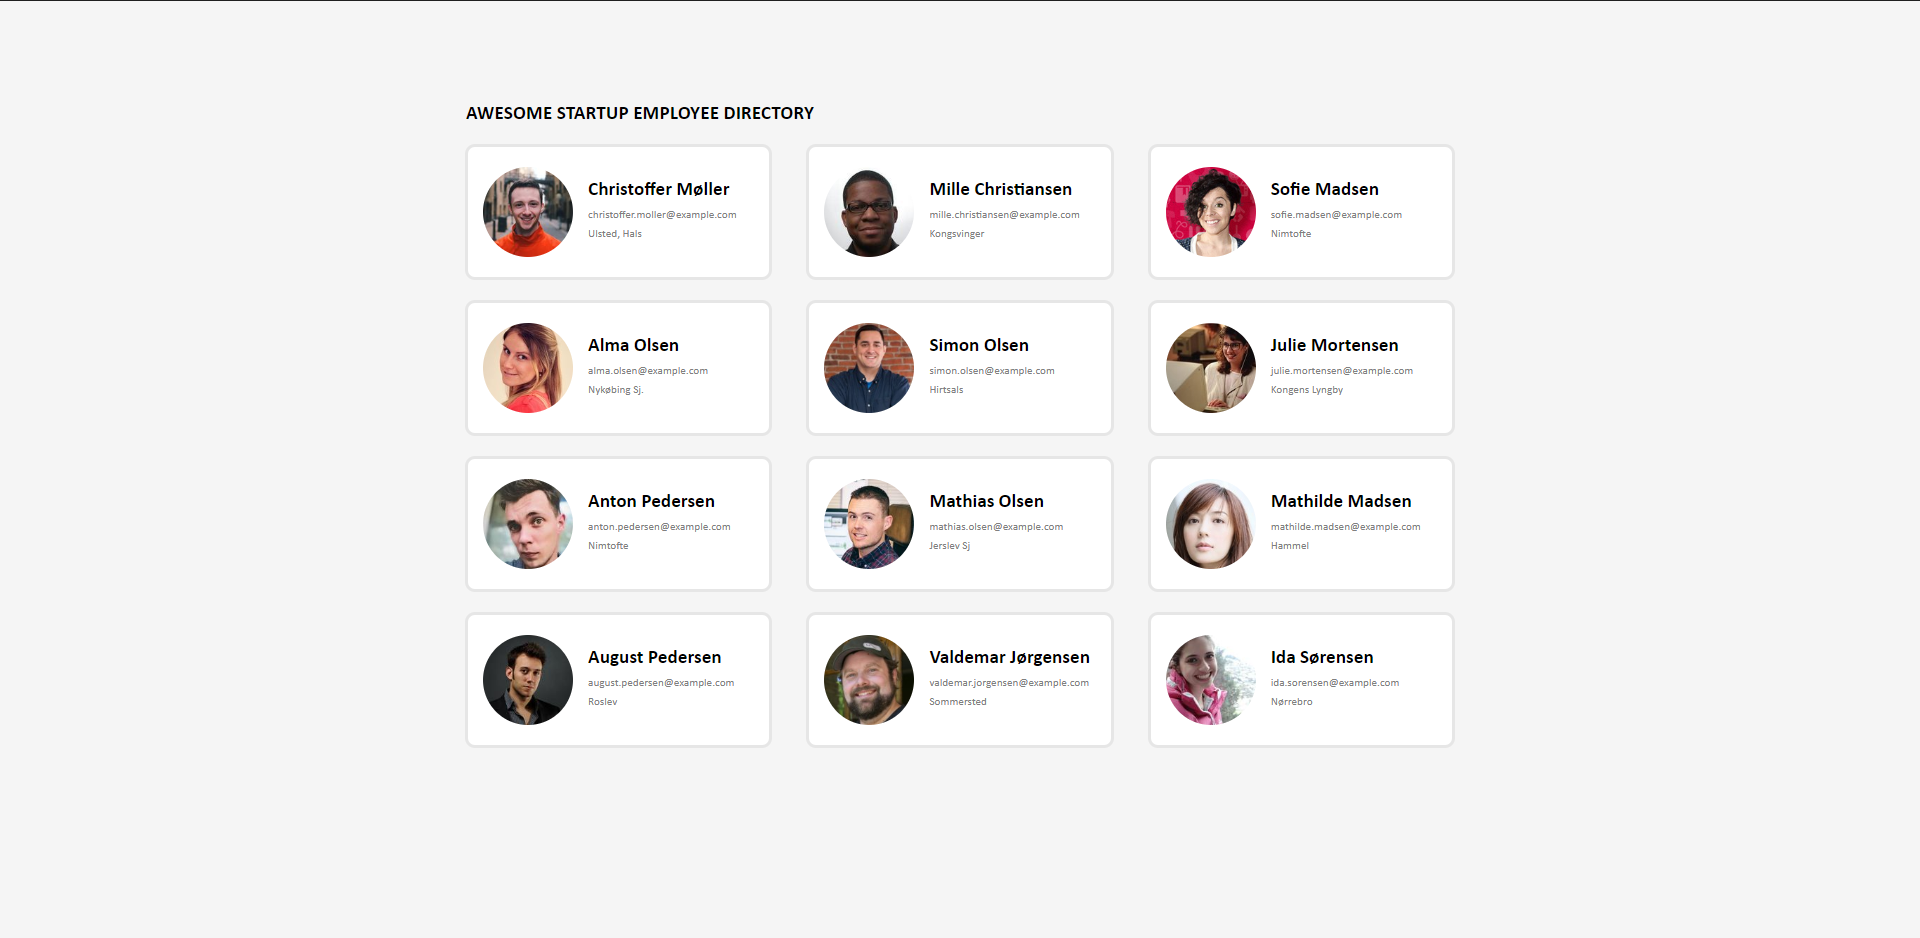 AWESOME STARTUP EMPLOYEE DIRECTORY
Christoffer Møller
christoffer.moller@example.com
Ulsted, Hals
Mille Christiansen
mille.christiansen@example.com
Kongsvinger
Sofie Madsen
sofie.madsen@example.com
Nimtofte
Alma Olsen
alma.olsen@example.com
Nykøbing Sj.
Simon Olsen
simon.olsen@example.com
Hirtsals
Julie Mortensen
julie.mortensen@example.com
Kongens Lyngby
Anton Pedersen
anton.pedersen@example.com
Nimtofte
Mathias Olsen
mathias.olsen@example.com
Jerslev Sj
Mathilde Madsen
mathilde.madsen@example.com
Hammel
August Pedersen
august.pedersen@example.com
Roslev
Valdemar Jørgensen
valdemar.jorgensen@example.com
Sommersted
Ida Sørensen
ida.sorensen@example.com
Nørrebro